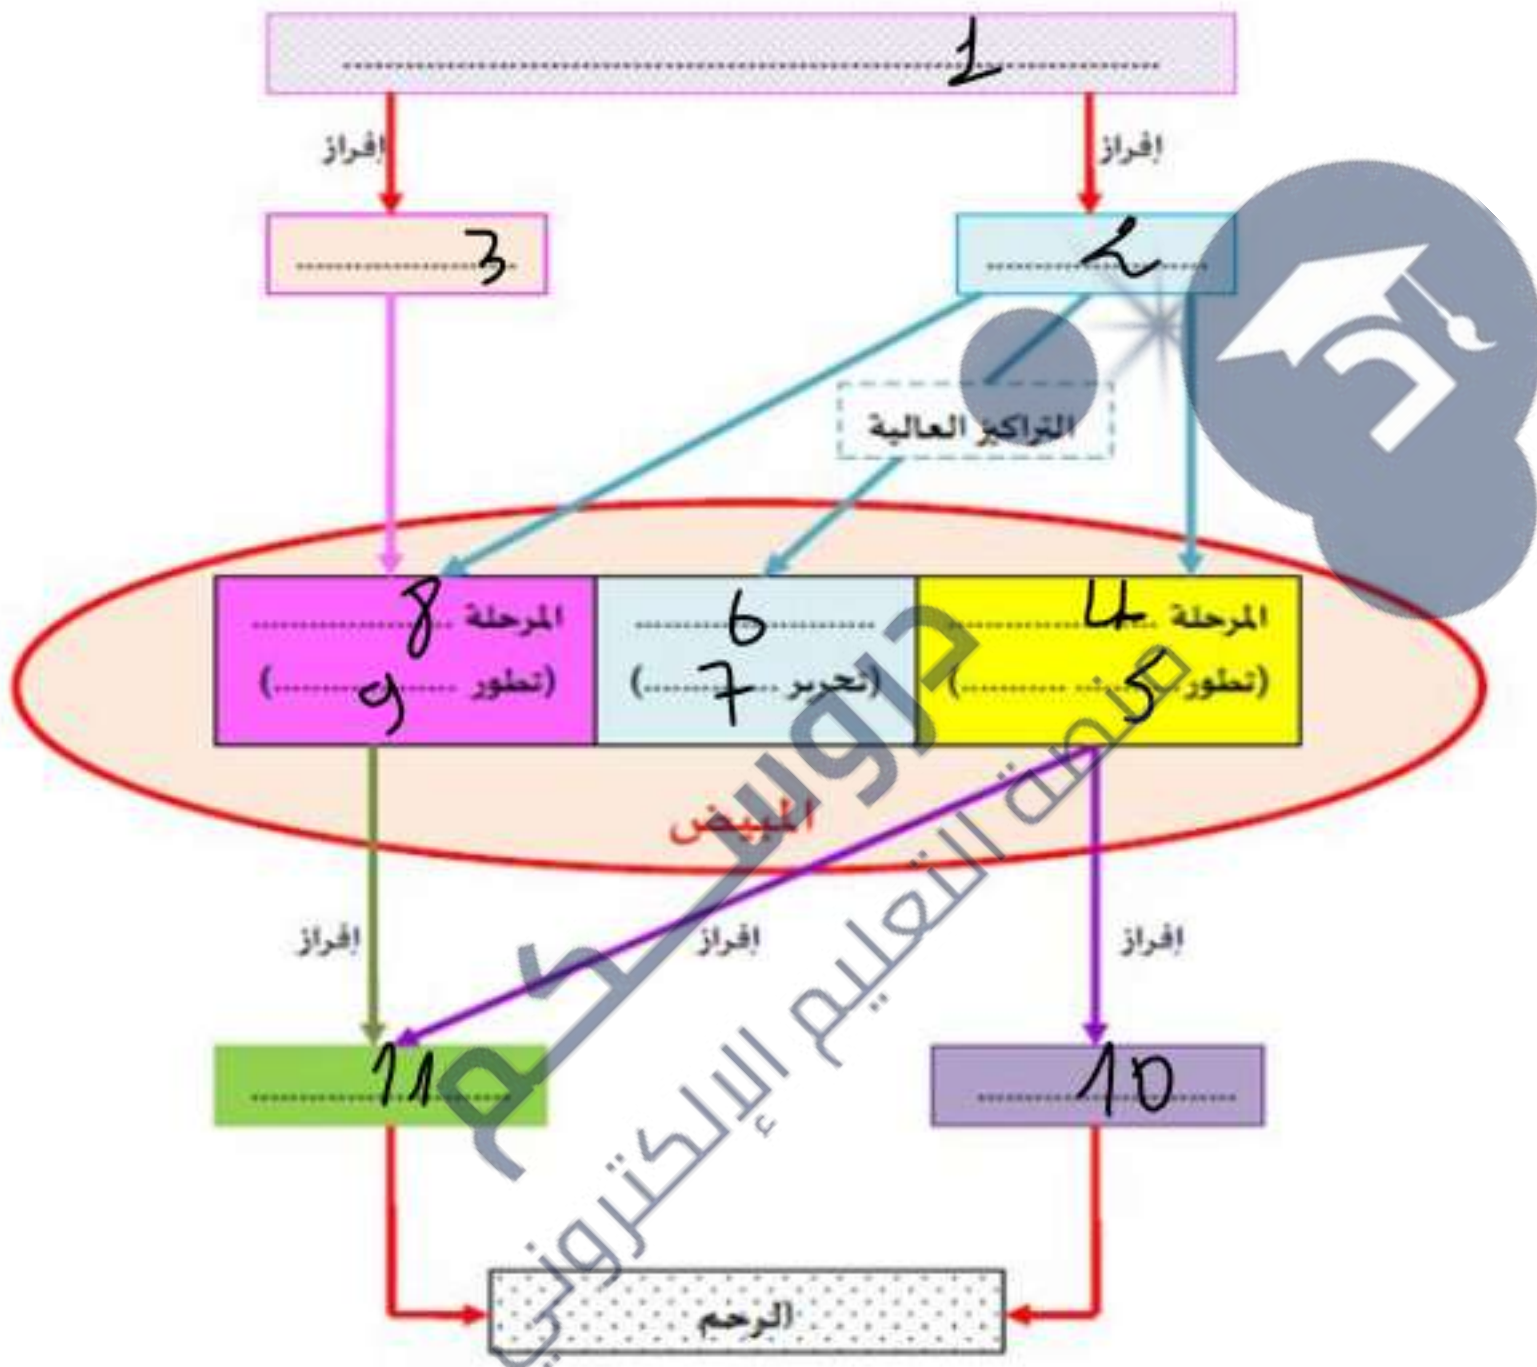 1
إفراز
إفراز
2
3
التراكيز العالية
المرحلة 4
(تطور 5)
6
(تحرير 7)
المرحلة 8
(تطور 9)
المبيض
إفراز
إفراز
إفراز
10
11
الرحم
دروسكم
منصة التعليم الإلكتروني